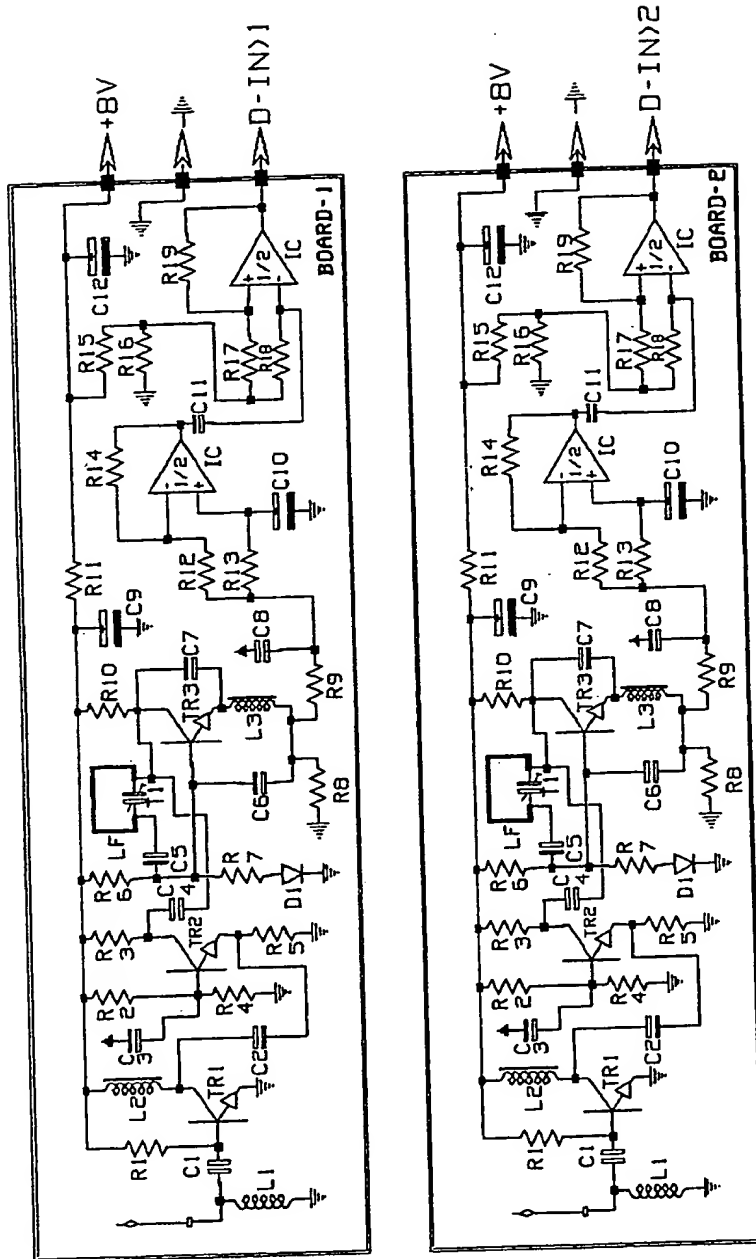 +8V
D-IN>1
BOARD-1
C12
R19
+
1/2
-
IC
R15
R16
R17
R18
C11
R14
-
1/2
+
IC
C10
R12
R13
R11
C9
C8
R10
C7
TR3
L3
R9
LF
T1
C6
R8
R6
C5
R7
D1
R3
C4
TR2
R5
R2
C3
R4
L2
C2
TR1
R1
C1
L1
+8V
D-IN>2
BOARD-2
C12
R19
+
1/2
-
IC
R15
R16
R17
R18
C11
R14
-
1/2
+
IC
C10
R12
R13
R11
C9
C8
R10
C7
TR3
L3
R9
LF
T1
C6
R8
R6
C5
R7
D1
R3
C4
TR2
R5
R2
C3
R4
L2
C2
TR1
R1
C1
L1